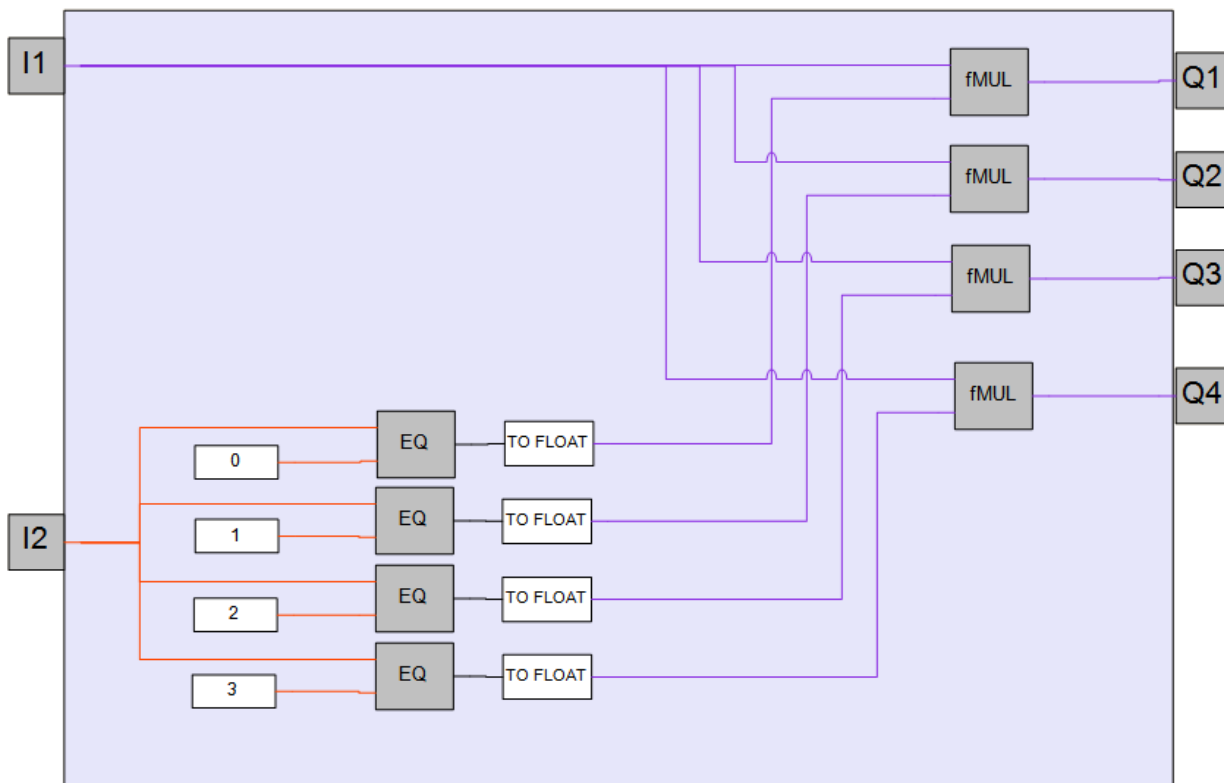 I1
fMUL
Q1
fMUL
Q2
fMUL
Q3
fMUL
Q4
EQ
TO FLOAT
0
I2
EQ
TO FLOAT
1
EQ
TO FLOAT
2
EQ
TO FLOAT
3